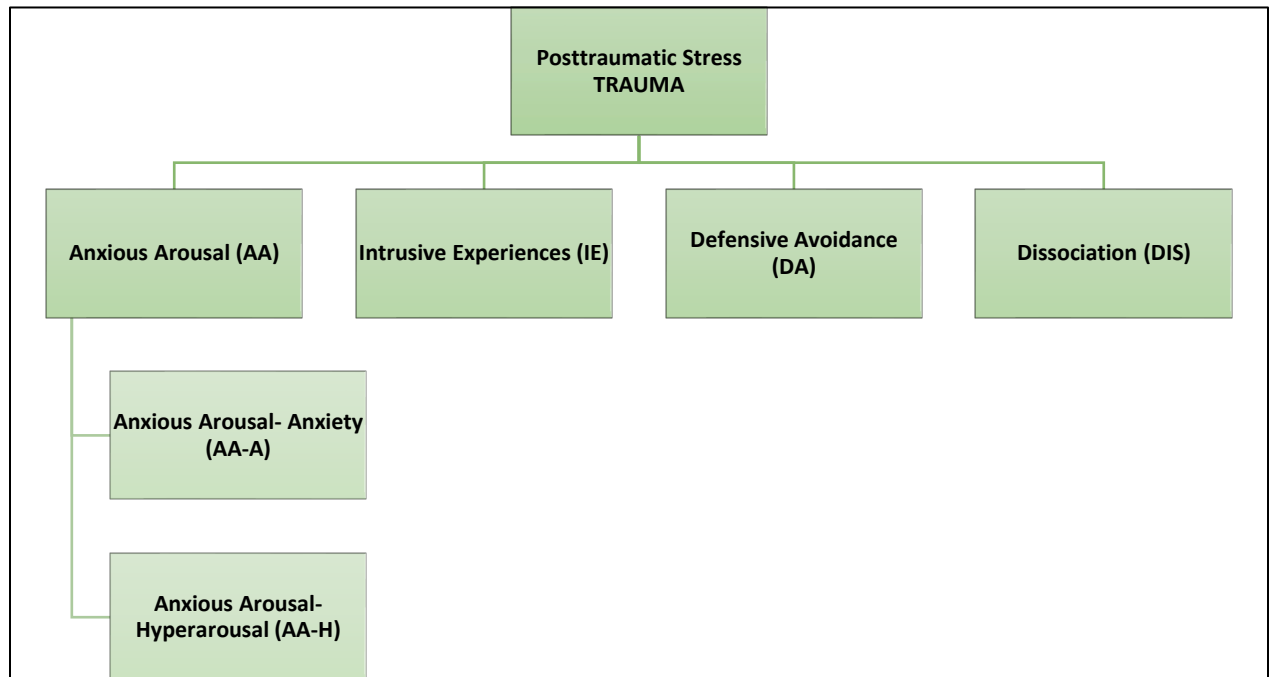 Posttraumatic Stress
TRAUMA
Anxious Arousal (AA)
Intrusive Experiences (IE)
Defensive Avoidance
(DA)
Dissociation (DIS)
Anxious Arousal- Anxiety
(AA-A)
Anxious Arousal-
Hyperarousal (AA-H)